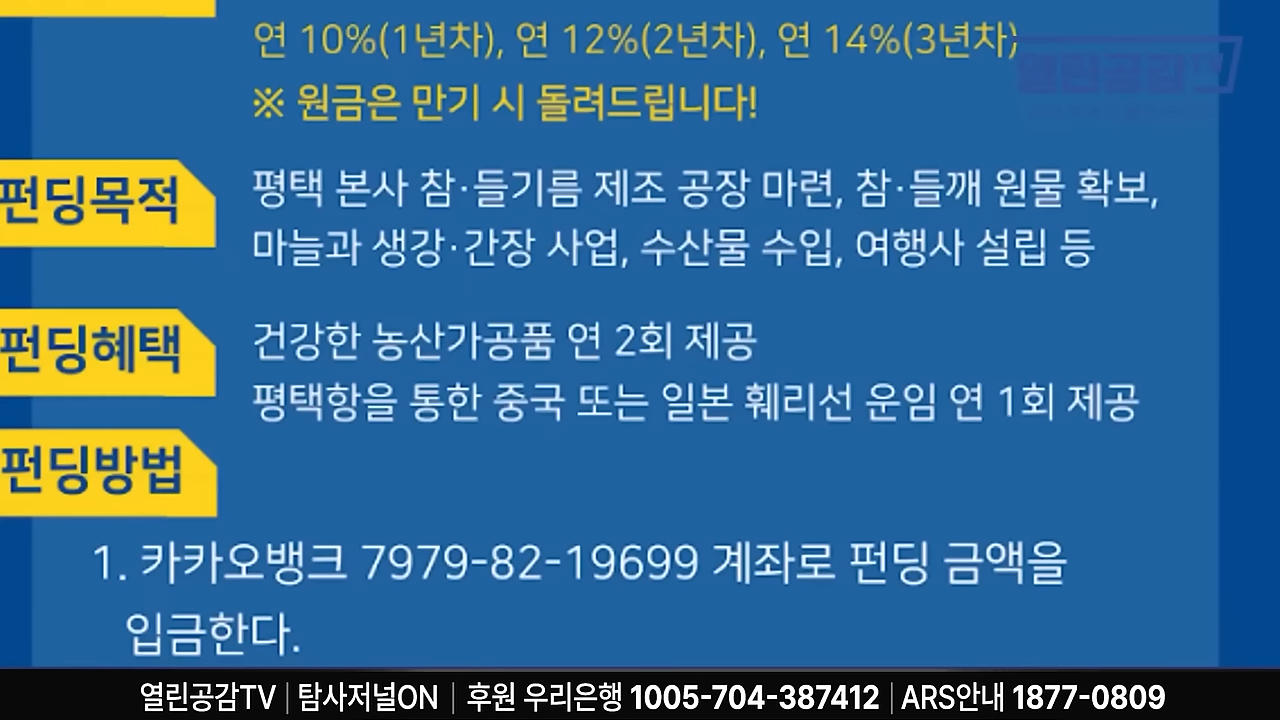 연 10%(1년차), 연 12%(2년차), 연 14%(3년차)
열린공감TV
※ 원금은 만기 시 돌려드립니다!
펀딩목적
평택 본사 참·들기름 제조 공장 마련, 참·들깨 원물 확보,
마늘과 생강·간장 사업, 수산물 수입, 여행사 설립 등
펀딩혜택
건강한 농산가공품 연 2회 제공
평택항을 통한 중국 또는 일본 훼리선 운임 연 1회 제공
펀딩방법
1. 카카오뱅크 7979-82-19699 계좌로 펀딩 금액을
입금한다.
열린공감TV | 탐사저널ON | 후원 우리은행 1005-704-387412 | ARS안내 1877-0809